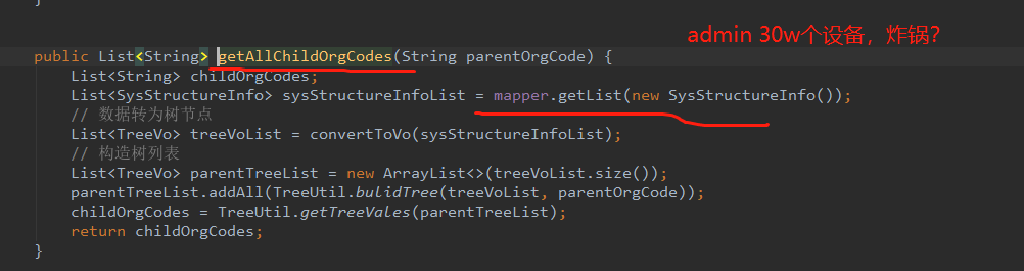 }
admin 30w个设备，炸锅？
public List<String> getAllChildOrgCodes(String parentOrgCode) {
List<String> childOrgCodes;
List<SysStructureInfo> sysStructureInfoList = mapper.getList(new SysStructureInfo());
// 数据转为树节点
List<TreeVo> treeVoList = convertToVo(sysStructureInfoList);
// 构造树列表
List<TreeVo> parentTreeList = new ArrayList<>(treeVoList.size());
parentTreeList.addAll(TreeUtil.bulidTree(treeVoList, parentOrgCode));
childOrgCodes = TreeUtil.getTreeVales(parentTreeList);
return childOrgCodes;
}